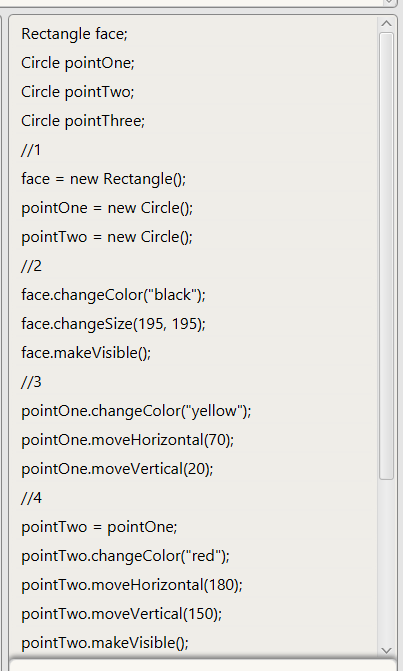 Rectangle face;
Circle pointOne;
Circle pointTwo;
Circle pointThree;
//1
face = new Rectangle();
pointOne = new Circle();
pointTwo = new Circle();
//2
face.changeColor("black");
face.changeSize(195, 195);
face.makeVisible();
//3
pointOne.changeColor("yellow");
pointOne.moveHorizontal(70);
pointOne.moveVertical(20);
//4
pointTwo = pointOne;
pointTwo.changeColor("red");
pointTwo.moveHorizontal(180);
pointTwo.moveVertical(150);
pointTwo.makeVisible();